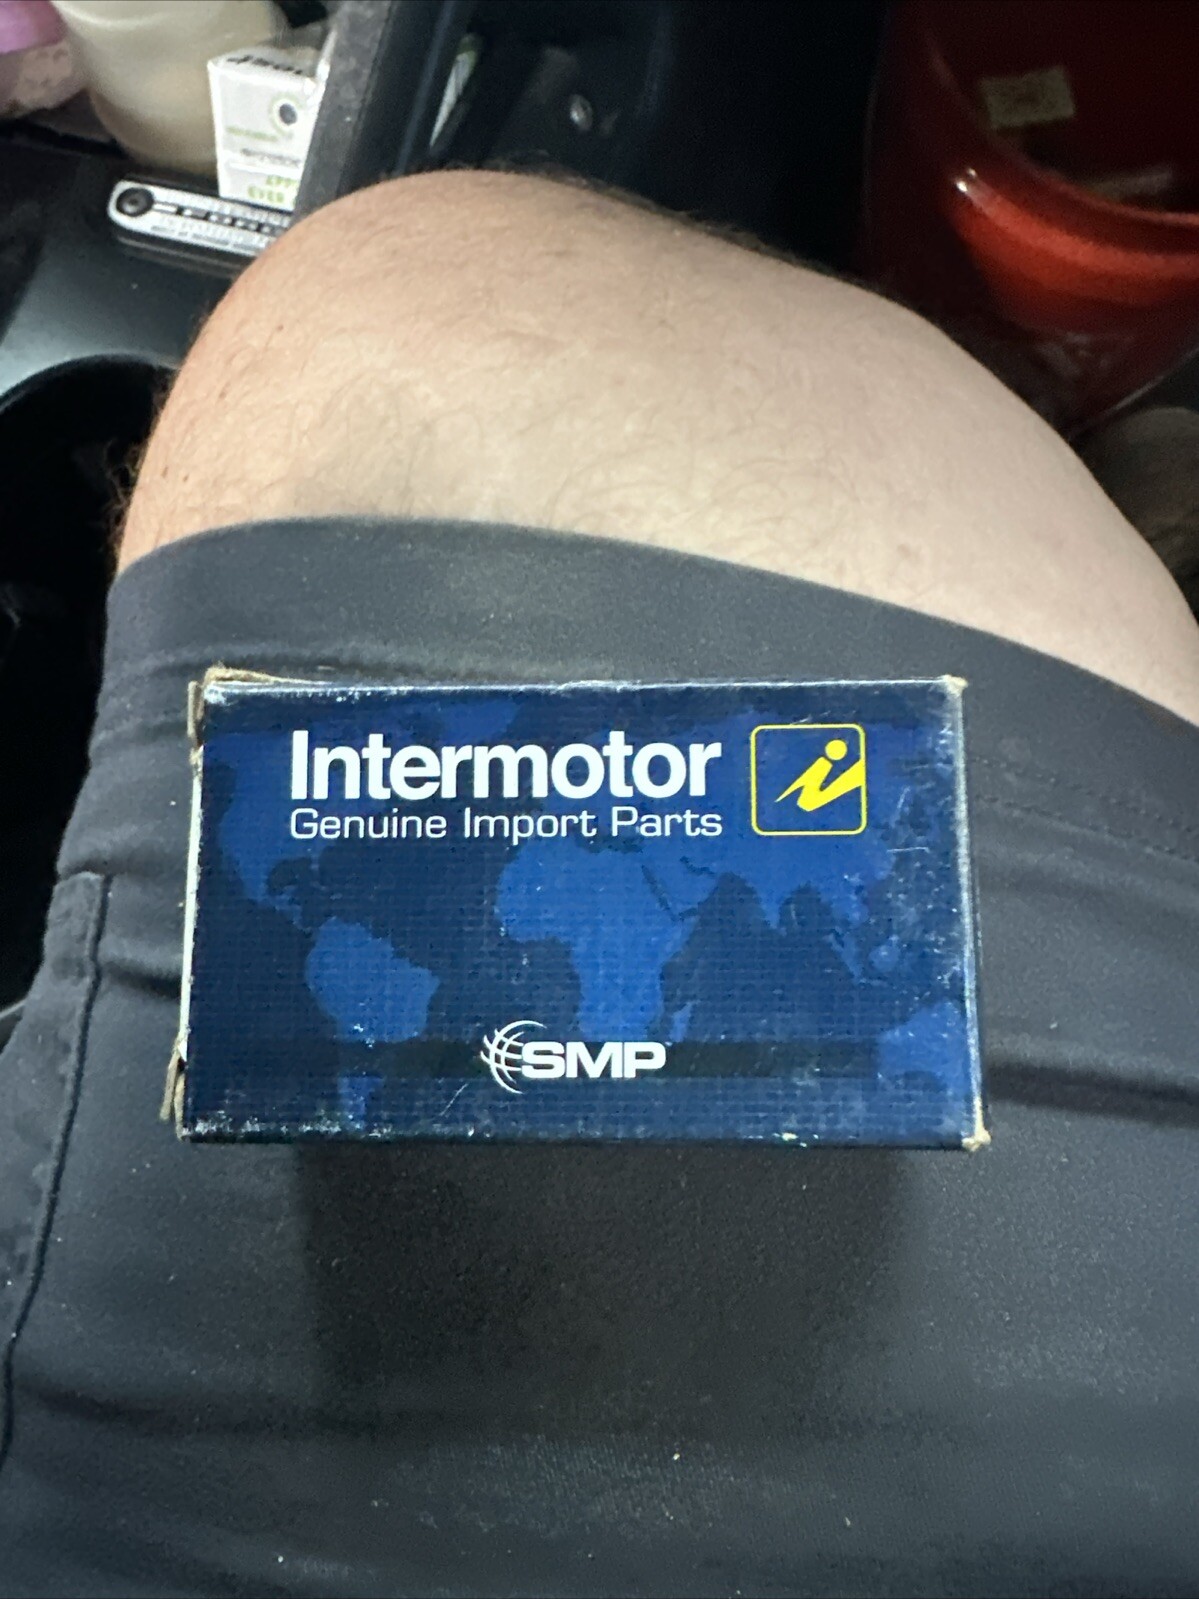 Intermotor
Genuine Import Parts
SMP